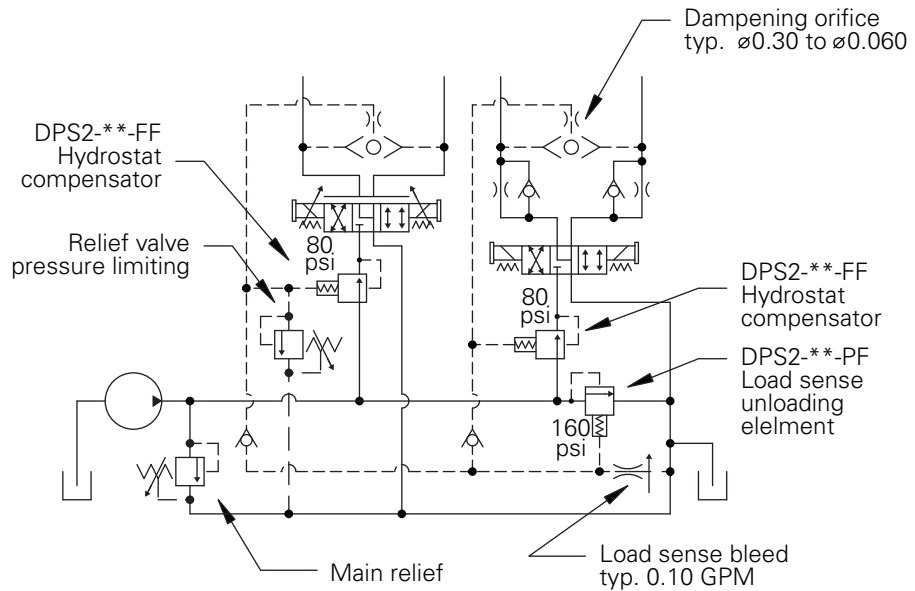 Dampening orifice
typ. ø0.30 to ø0.060
DPS2-**-FF
Hydrostat
compensator
Relief valve
pressure limiting
80
psi
80
psi
DPS2-**-FF
Hydrostat
compensator
DPS2-**-PF
Load sense
unloading
elelment
160
psi
Main relief
Load sense bleed
typ. 0.10 GPM